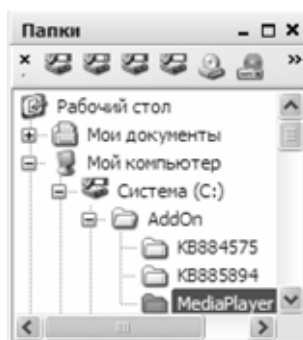 Папки
Рабочий стол
Мои документы
Мой компьютер
Система (C:)
AddOn
KB884575
KB885894
MediaPlayer